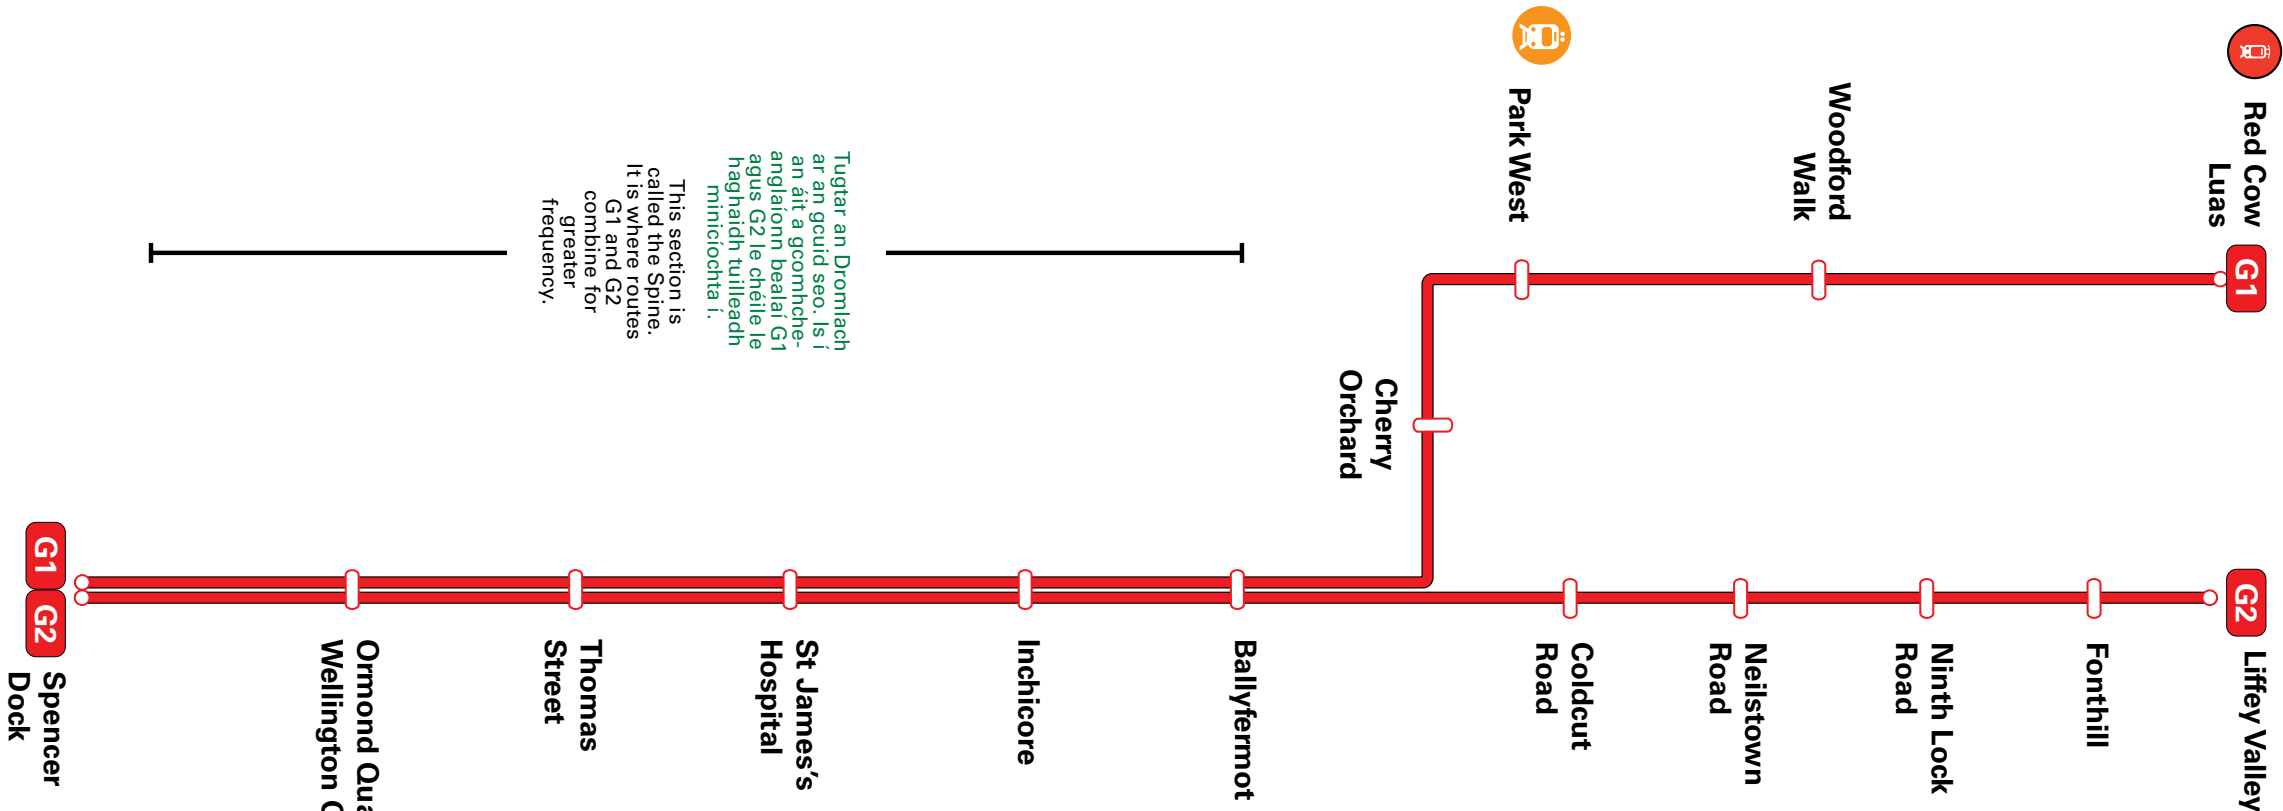 Red Cow
Luas
G1
G2
Liffey Valley
Fonthill
Ninth Lock
Road
Woodford
Walk
Neilstown
Road
Coldcut
Road
Park West
Cherry
Orchard
Ballyfermot
Inchicore
Tugtar an Dromlach
ar an gcuid seo. Is í
an áit a gcomhche-
anglaíonn bealaí G1
agus G2 le chéile le
haghaidh tuilleadh
minicíochta í.
This section is
called the Spine.
It is where routes
G1 and G2
combine for
greater
frequency.
St James's
Hospital
Thomas
Street
Ormond
Wellington
G1
G2
Spencer
Dock